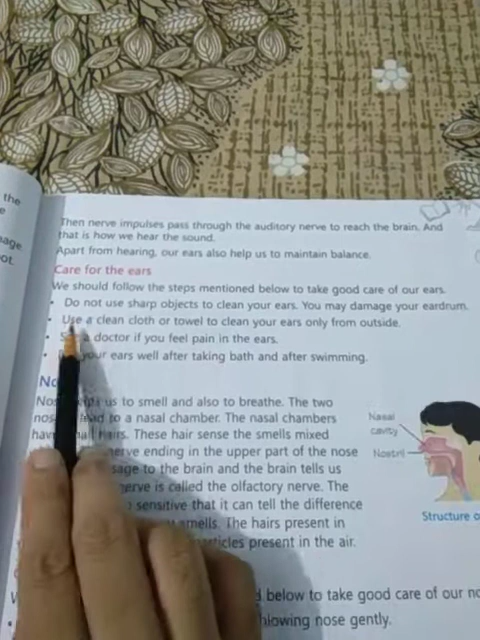 the
Then nerve impulses pass through the auditory nerve to reach the brain. And
that is how we hear the sound.
Apart from hearing, our ears also help us to maintain balance.
Care for the ears
We should follow the steps mentioned below to take good care of our ears.
• Do not use sharp objects to clean your ears. You may damage your eardrum.
• Use a clean cloth or towel to clean your ears only from outside.
• a doctor if you feel pain in the ears.
• your ears well after taking bath and after swimming.
us to smell and also to breathe. The two
lead to a nasal chamber. The nasal chambers
hairs. These hair sense the smells mixed
nerve ending in the upper part of the nose
to the brain and the brain tells us
nerve is called the olfactory nerve. The
sensitive that it can tell the difference
smells. The hairs present in
particles present in the air.
Nasal
cavity
Nostril
Structure
below to take good care of our
blowing nose gently.